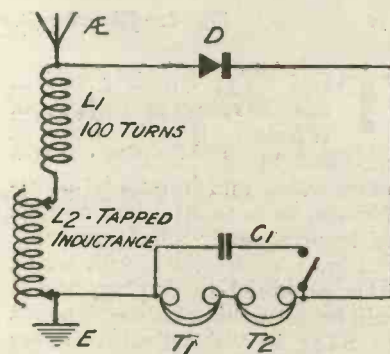 Æ
D
L1
100 TURNS
L2-TAPPED
INDUCTANCE
C1
E
T1
T2